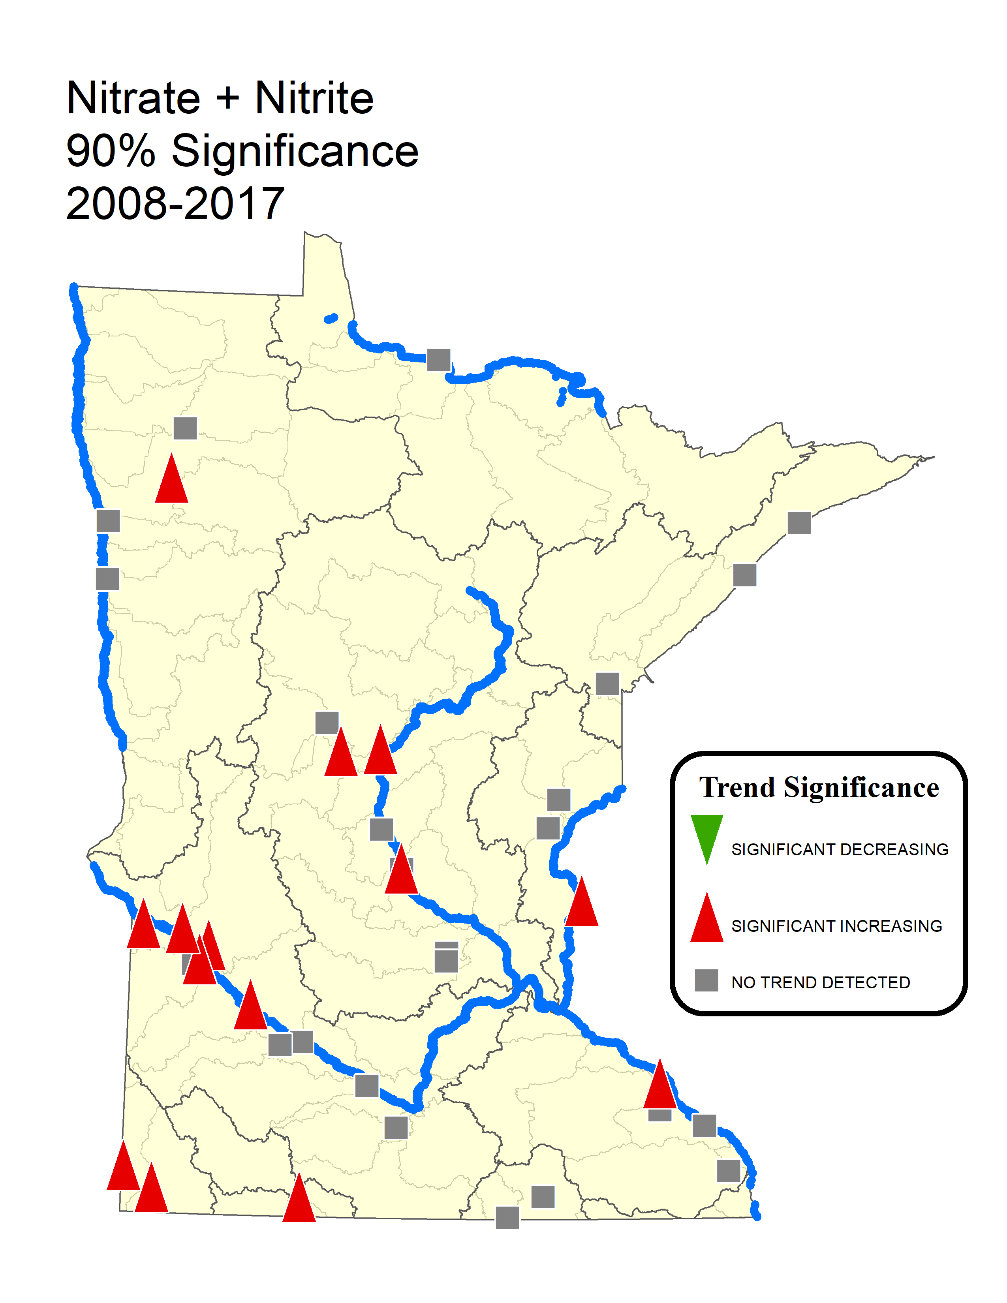 Nitrate + Nitrite
90% Significance
2008-2017
Trend Significance
SIGNIFICANT DECREASING
SIGNIFICANT INCREASING
NO TREND DETECTED